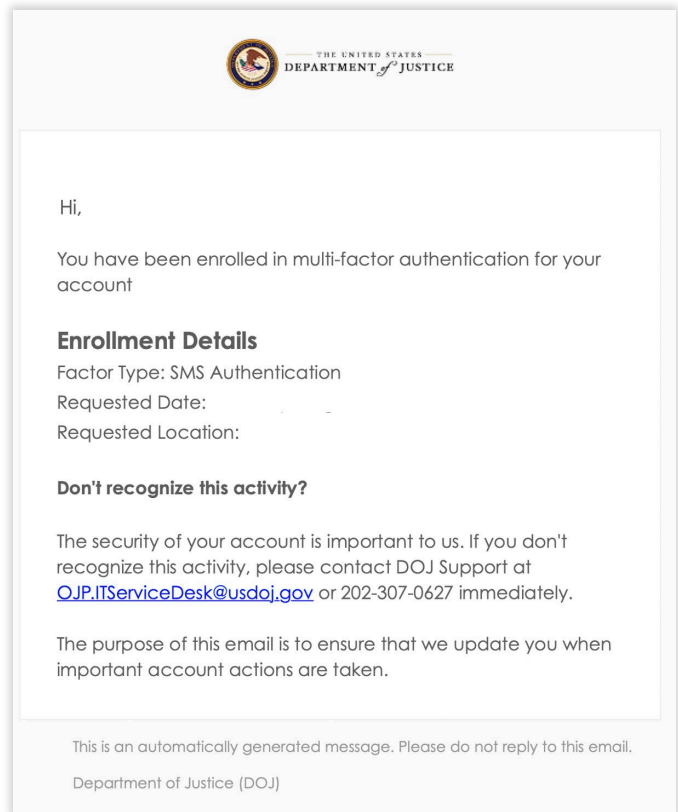 THE UNITED STATES
DEPARTMENT of JUSTICE
Hi,
You have been enrolled in multi-factor authentication for your
account
Enrollment Details
Factor Type: SMS Authentication
Requested Date:
Requested Location:
Don't recognize this activity?
The security of your account is important to us. If you don't
recognize this activity, please contact DOJ Support at
OJP.ITServiceDesk@usdoj.gov or 202-307-0627 immediately.
The purpose of this email is to ensure that we update you when
important account actions are taken.
This is an automatically generated message. Please do not reply to this email.
Department of Justice (DOJ)